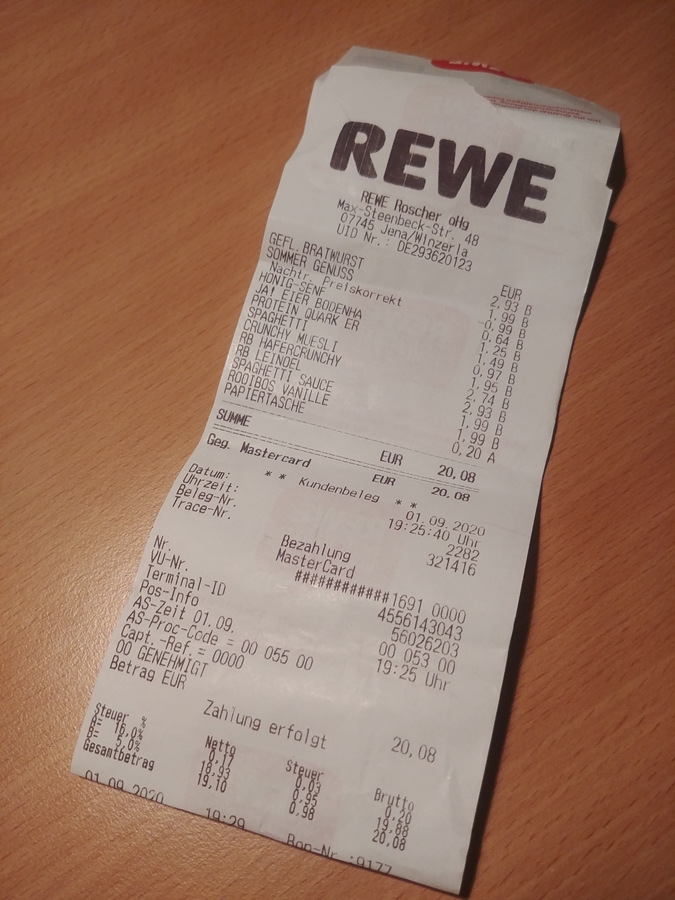 REWE
REWE Roscher oHg
Max-Steenbeck-Str. 48
07745 Jena/Winzerla
UID Nr.: DE293620123
EUR
GEFL.BRATWURST 2,93 B
SOMMER GENUSS 1,99 B
Nachtr. Preiskorrekt -0,99 B
HONIG-SENF 0,64 B
JA! EIER BODENHA 1,25 B
PROTEIN QUARK ER 1,49 B
SPAGHETTI 0,97 B
CRUNCHY MUESLI 1,95 B
RB HAFERCRUNCHY 2,74 B
RB LEINOEL 2,93 B
SPAGHETTI SAUCE 1,99 B
ROOIBOS VANILLE 1,99 B
PAPIERTASCHE 0,20 A
SUMME EUR 20,08
Geg. Mastercard EUR 20,08
* * Kundenbeleg * *
Datum: 01.09.2020
Uhrzeit: 19:25:40 Uhr
Beleg-Nr. 2282
Trace-Nr. 321416
Bezahlung
MasterCard
Nr. ############1691 0000
VU-Nr. 4556143043
Terminal-ID 56026203
Pos-Info 00 053 00
AS-Zeit 01.09. 19:25 Uhr
AS-Proc-Code = 00 055 00
Capt.-Ref.= 0000
00 GENEHMIGT
Betrag EUR 20,08
Zahlung erfolgt
Steuer % Netto Steuer Brutto
A= 16,0% 0,17 0,03 0,20
B= 5,0% 18,93 0,95 19,88
Gesamtbetrag 19,10 0,98 20,08
01.09.2020 19:29 Bon-Nr.:9177